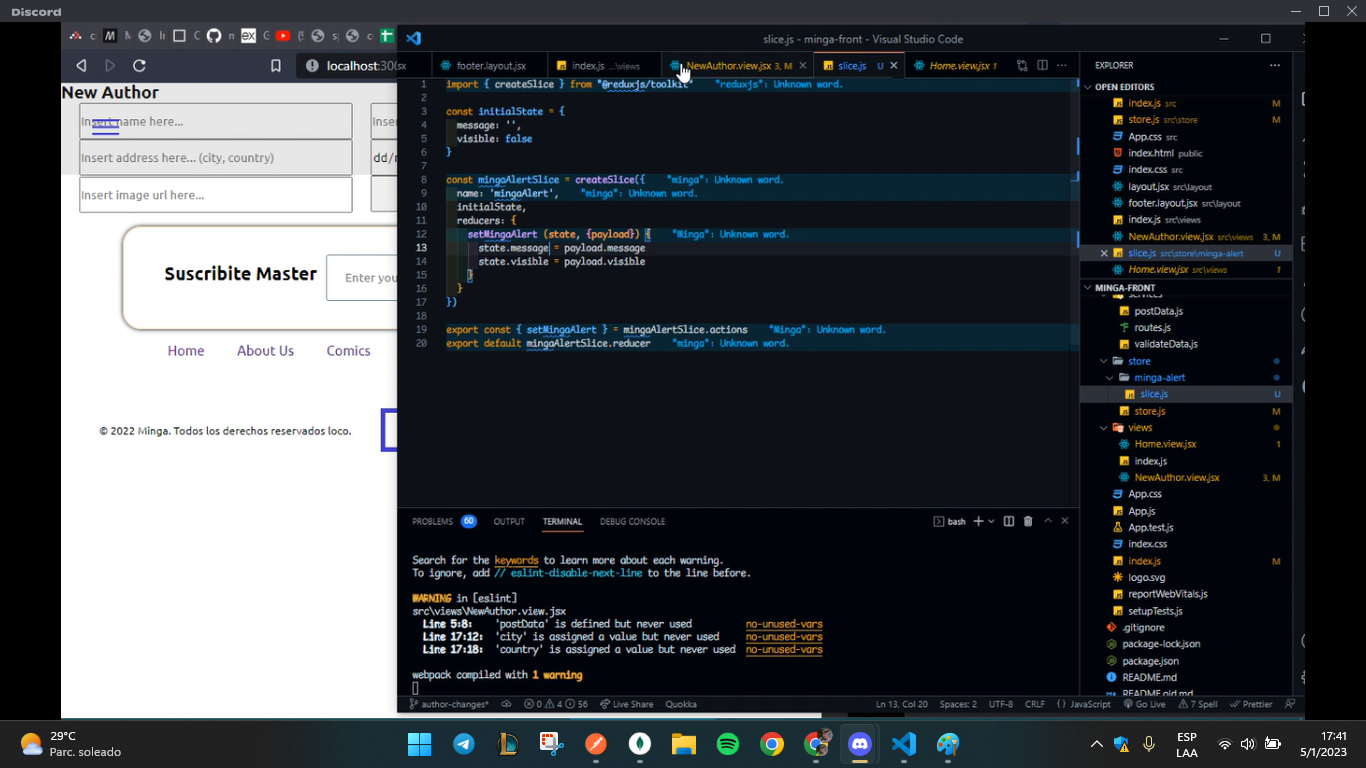 Discord
slice.js - minga-front - Visual Studio Code
localhost:30
footer.layout.jsx
index.js ...\views
NewAuthor.view.jsx 3, M
slice.js U
Home.view.jsx 1
New Author
Insert name here...
Insert address here... (city, country)
Insert image url here...
Suscribite Master
Enter you
Home
About Us
Comics
© 2022 Minga. Todos los derechos reservados loco.
1 import { createSlice } from "@reduxjs/toolkit" "reduxjs": Unknown word.
2
3 const initialState = {
4 message: '',
5 visible: false
6 }
7
8 const mingaAlertSlice = createSlice({ "minga": Unknown word.
9 name: 'mingaAlert', "minga": Unknown word.
10 initialState,
11 reducers: {
12 setMingaAlert (state, {payload}) { "Minga": Unknown word.
13 state.message = payload.message
14 state.visible = payload.visible
15 }
16 }
17 })
18
19 export const { setMingaAlert } = mingaAlertSlice.actions "Minga": Unknown word.
20 export default mingaAlertSlice.reducer "minga": Unknown word.
EXPLORER
OPEN EDITORS
index.js src M
store.js src\store M
App.css src
index.html public
index.css src
layout.jsx src\layout
footer.layout.jsx src\layout
index.js src\views
NewAuthor.view.jsx src\views 3, M
slice.js src\store\minga-alert U
Home.view.jsx src\views 1
MINGA-FRONT
services
postData.js
routes.js
validateData.js
store
minga-alert
slice.js U
store.js M
views
Home.view.jsx 1
index.js
NewAuthor.view.jsx 3, M
App.css
App.js
App.test.js
index.css
index.js M
logo.svg
reportWebVitals.js
setupTests.js
.gitignore
package-lock.json
package.json
README.md
README.old.md
PROBLEMS 60
OUTPUT
TERMINAL
DEBUG CONSOLE
bash
Search for the keywords to learn more about each warning.
To ignore, add // eslint-disable-next-line to the line before.
WARNING in [eslint]
src\views\NewAuthor.view.jsx
Line 5:8: 'postData' is defined but never used no-unused-vars
Line 17:12: 'city' is assigned a value but never used no-unused-vars
Line 17:18: 'country' is assigned a value but never used no-unused-vars
webpack compiled with 1 warning
author-changes*
0 4 56
Live Share
Quokka
Ln 13, Col 20
Spaces: 2
UTF-8
CRLF
{ } JavaScript
Go Live
7 Spell
Prettier
29°C
Parc. soleado
ESP
LAA
17:41
5/1/2023